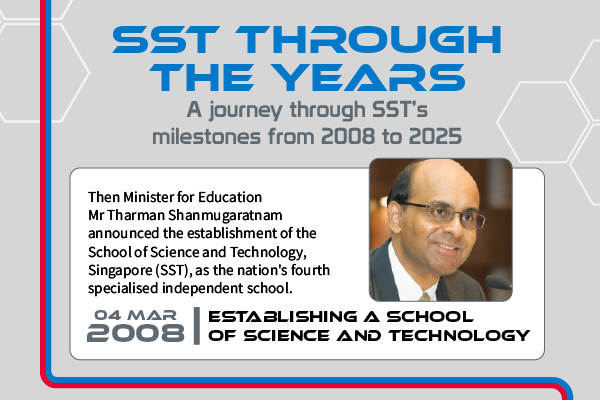 SST THROUGH
THE YEARS
A journey through SST's
milestones from 2008 to 2025
Then Minister for Education
Mr Tharman Shanmugaratnam
announced the establishment of the
School of Science and Technology,
Singapore (SST), as the nation's fourth
specialised independent school.
04 MAR
2008
ESTABLISHING A SCHOOL
OF SCIENCE AND TECHNOLOGY